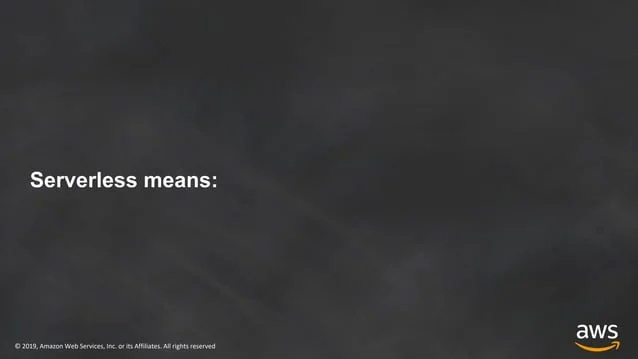 Serverless means:
© 2019, Amazon Web Services, Inc. or its Affiliates. All rights reserved
aws